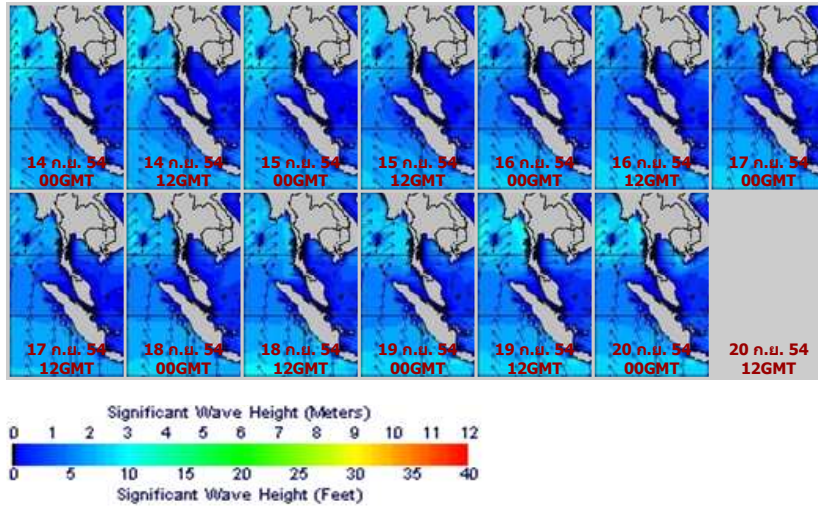 14 ก.ย. 54
00GMT
14 ก.ย. 54
12GMT
15 ก.ย. 54
00GMT
15 ก.ย. 54
12GMT
16 ก.ย. 54
00GMT
16 ก.ย. 54
12GMT
17 ก.ย. 54
00GMT
17 ก.ย. 54
12GMT
18 ก.ย. 54
00GMT
18 ก.ย. 54
12GMT
19 ก.ย. 54
00GMT
19 ก.ย. 54
12GMT
20 ก.ย. 54
00GMT
20 ก.ย. 54
12GMT
Significant Wave Height (Meters)
0 1 2 3 4 5 6 7 8 9 10 11 12
0 5 10 15 20 25 30 35 40
Significant Wave Height (Feet)